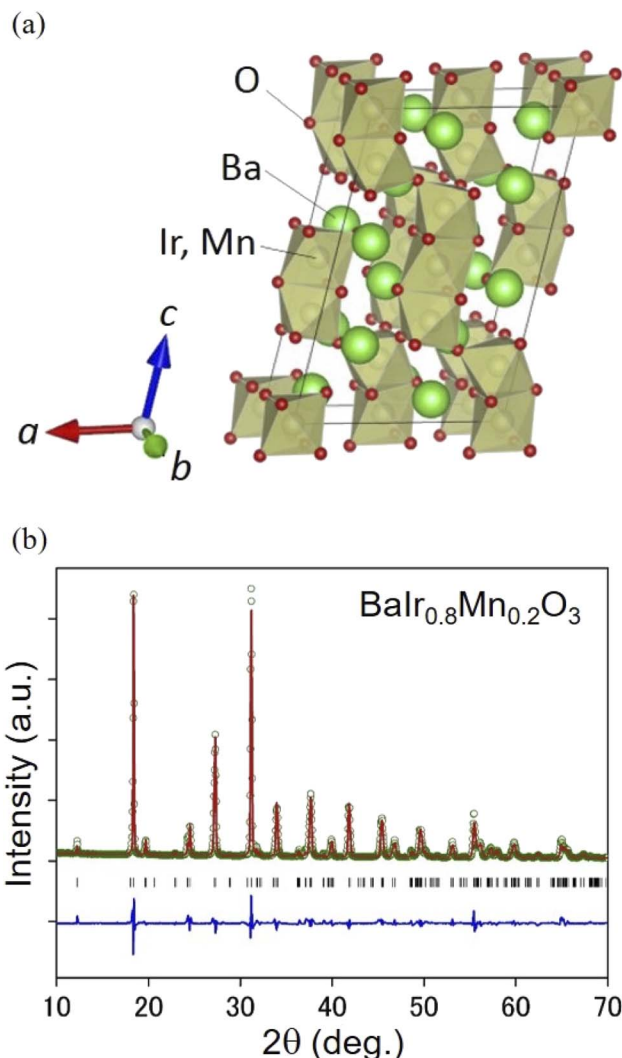 (a)
O
Ba
Ir, Mn
c
a
b
(b)
BaIr₀.₈Mn₀.₂O₃
Intensity (a.u.)
10 20 30 40 50 60 70
2θ (deg.)